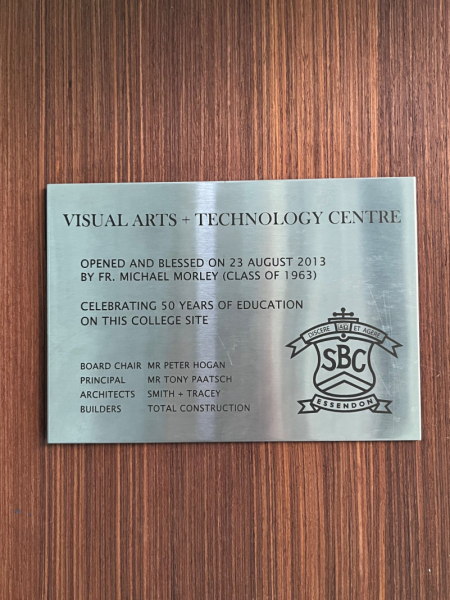 VISUAL ARTS + TECHNOLOGY CENTRE
OPENED AND BLESSED ON 23 AUGUST 2013
BY FR. MICHAEL MORLEY (CLASS OF 1963)
CELEBRATING 50 YEARS OF EDUCATION
ON THIS COLLEGE SITE
BOARD CHAIR MR PETER HOGAN
PRINCIPAL MR TONY PAATSCH
ARCHITECTS SMITH + TRACEY
BUILDERS TOTAL CONSTRUCTION
DISCERE AD ET AGERE
SBC
ESSENDON